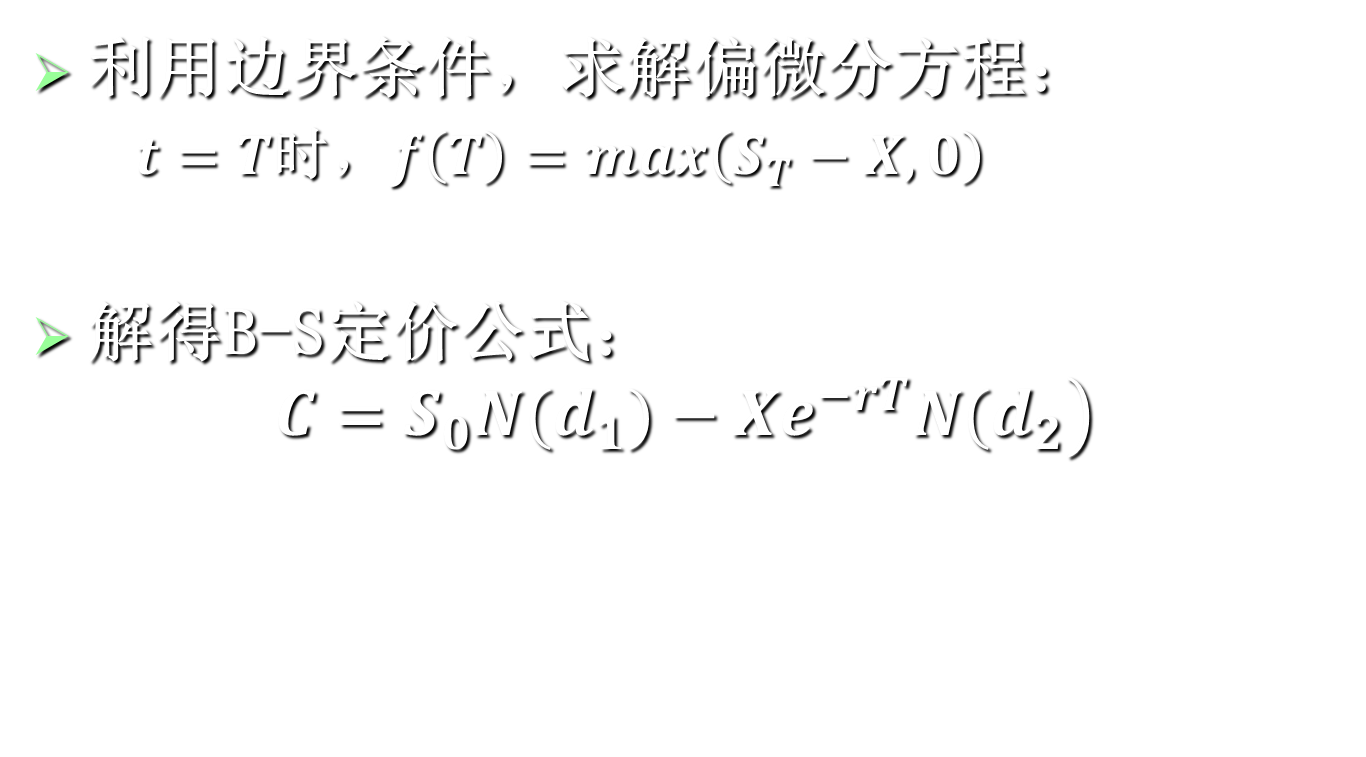 利用边界条件，求解偏微分方程：
t = T时，f(T) = max(S_T − X, 0)
解得B-S定价公式：
C = S_0N(d_1) − Xe^{−rT}N(d_2)